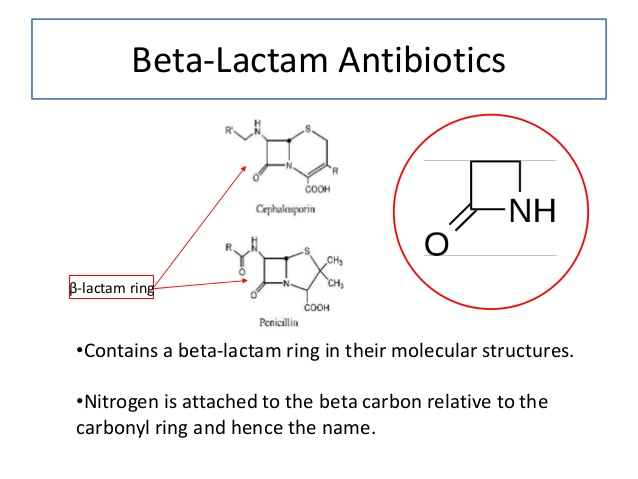 Beta-Lactam Antibiotics
R'
H
N
S
N
O
R
COOH
Cephalosporin
O
NH
R
H
N
O
S
CH₃
CH₃
N
O
COOH
Penicillin
β-lactam ring
•Contains a beta-lactam ring in their molecular structures.
•Nitrogen is attached to the beta carbon relative to the
carbonyl ring and hence the name.